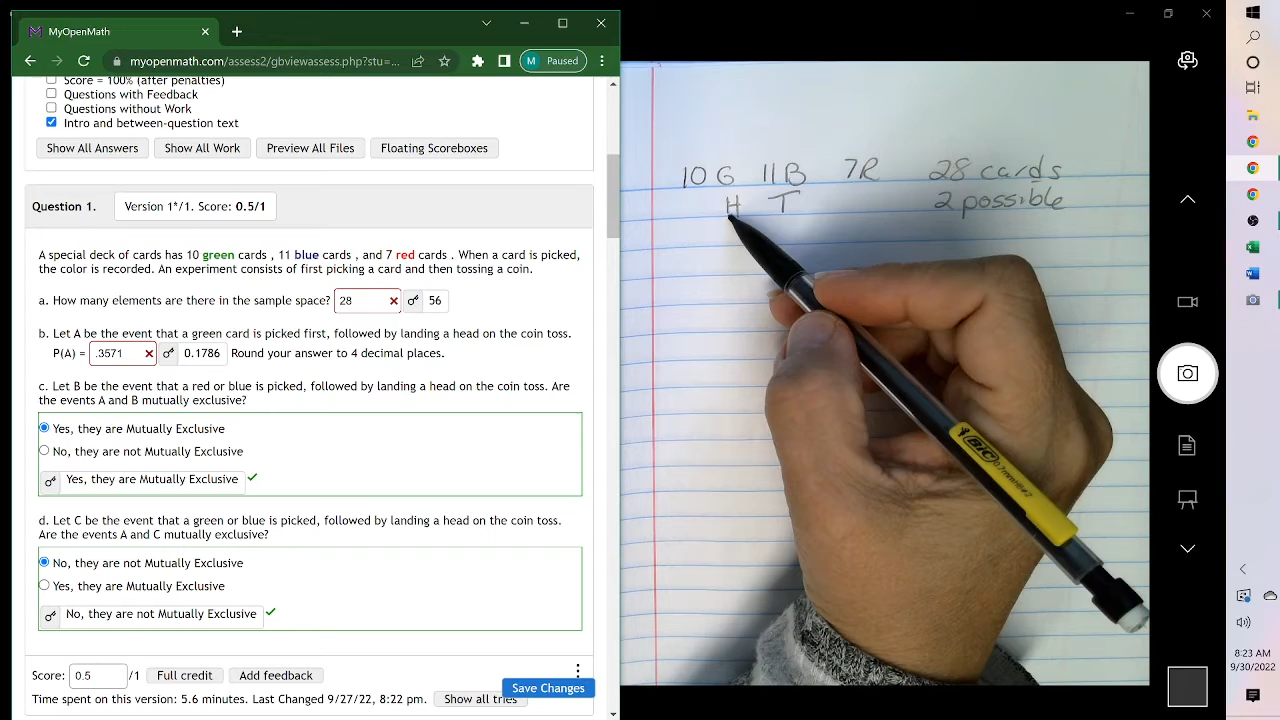 MyOpenMath
myopenmath.com/assess2/gbviewassess.php?stu=...
M Paused
Score = 100% (after penalties)
Questions with Feedback
Questions without Work
Intro and between-question text
Show All Answers Show All Work Preview All Files Floating Scoreboxes
Question 1. Version 1*/1. Score: 0.5/1
A special deck of cards has 10 green cards , 11 blue cards , and 7 red cards . When a card is picked,
the color is recorded. An experiment consists of first picking a card and then tossing a coin.
a. How many elements are there in the sample space? 28 56
b. Let A be the event that a green card is picked first, followed by landing a head on the coin toss.
P(A) = .3571 0.1786 Round your answer to 4 decimal places.
c. Let B be the event that a red or blue is picked, followed by landing a head on the coin toss. Are
the events A and B mutually exclusive?
Yes, they are Mutually Exclusive
No, they are not Mutually Exclusive
Yes, they are Mutually Exclusive
d. Let C be the event that a green or blue is picked, followed by landing a head on the coin toss.
Are the events A and C mutually exclusive?
No, they are not Mutually Exclusive
Yes, they are Mutually Exclusive
No, they are not Mutually Exclusive
Score: 0.5 /1 Full credit Add feedback
Save Changes
Time spent on this version: 5.6 minutes. Last Changed 9/27/22, 8:22 pm. Show all tries
10 G 11 B 7R 28 cards
H T 2 possible
BIC 0.7mm HB #2
8:23 AM
9/30/2022